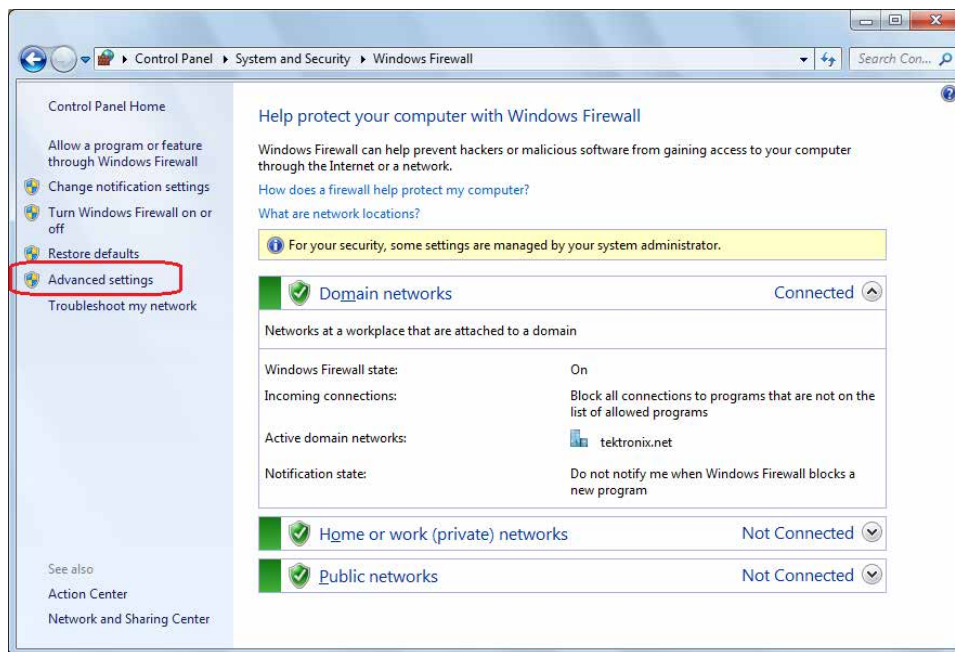 Control Panel System and Security Windows Firewall
Search Con...
Control Panel Home
Allow a program or feature
through Windows Firewall
Change notification settings
Turn Windows Firewall on or
off
Restore defaults
Advanced settings
Troubleshoot my network
See also
Action Center
Network and Sharing Center
Help protect your computer with Windows Firewall
Windows Firewall can help prevent hackers or malicious software from gaining access to your computer
through the Internet or a network.
How does a firewall help protect my computer?
What are network locations?
For your security, some settings are managed by your system administrator.
Domain networks Connected
Networks at a workplace that are attached to a domain
Windows Firewall state: On
Incoming connections: Block all connections to programs that are not on the
list of allowed programs
Active domain networks: tektronix.net
Notification state: Do not notify me when Windows Firewall blocks a
new program
Home or work (private) networks Not Connected
Public networks Not Connected